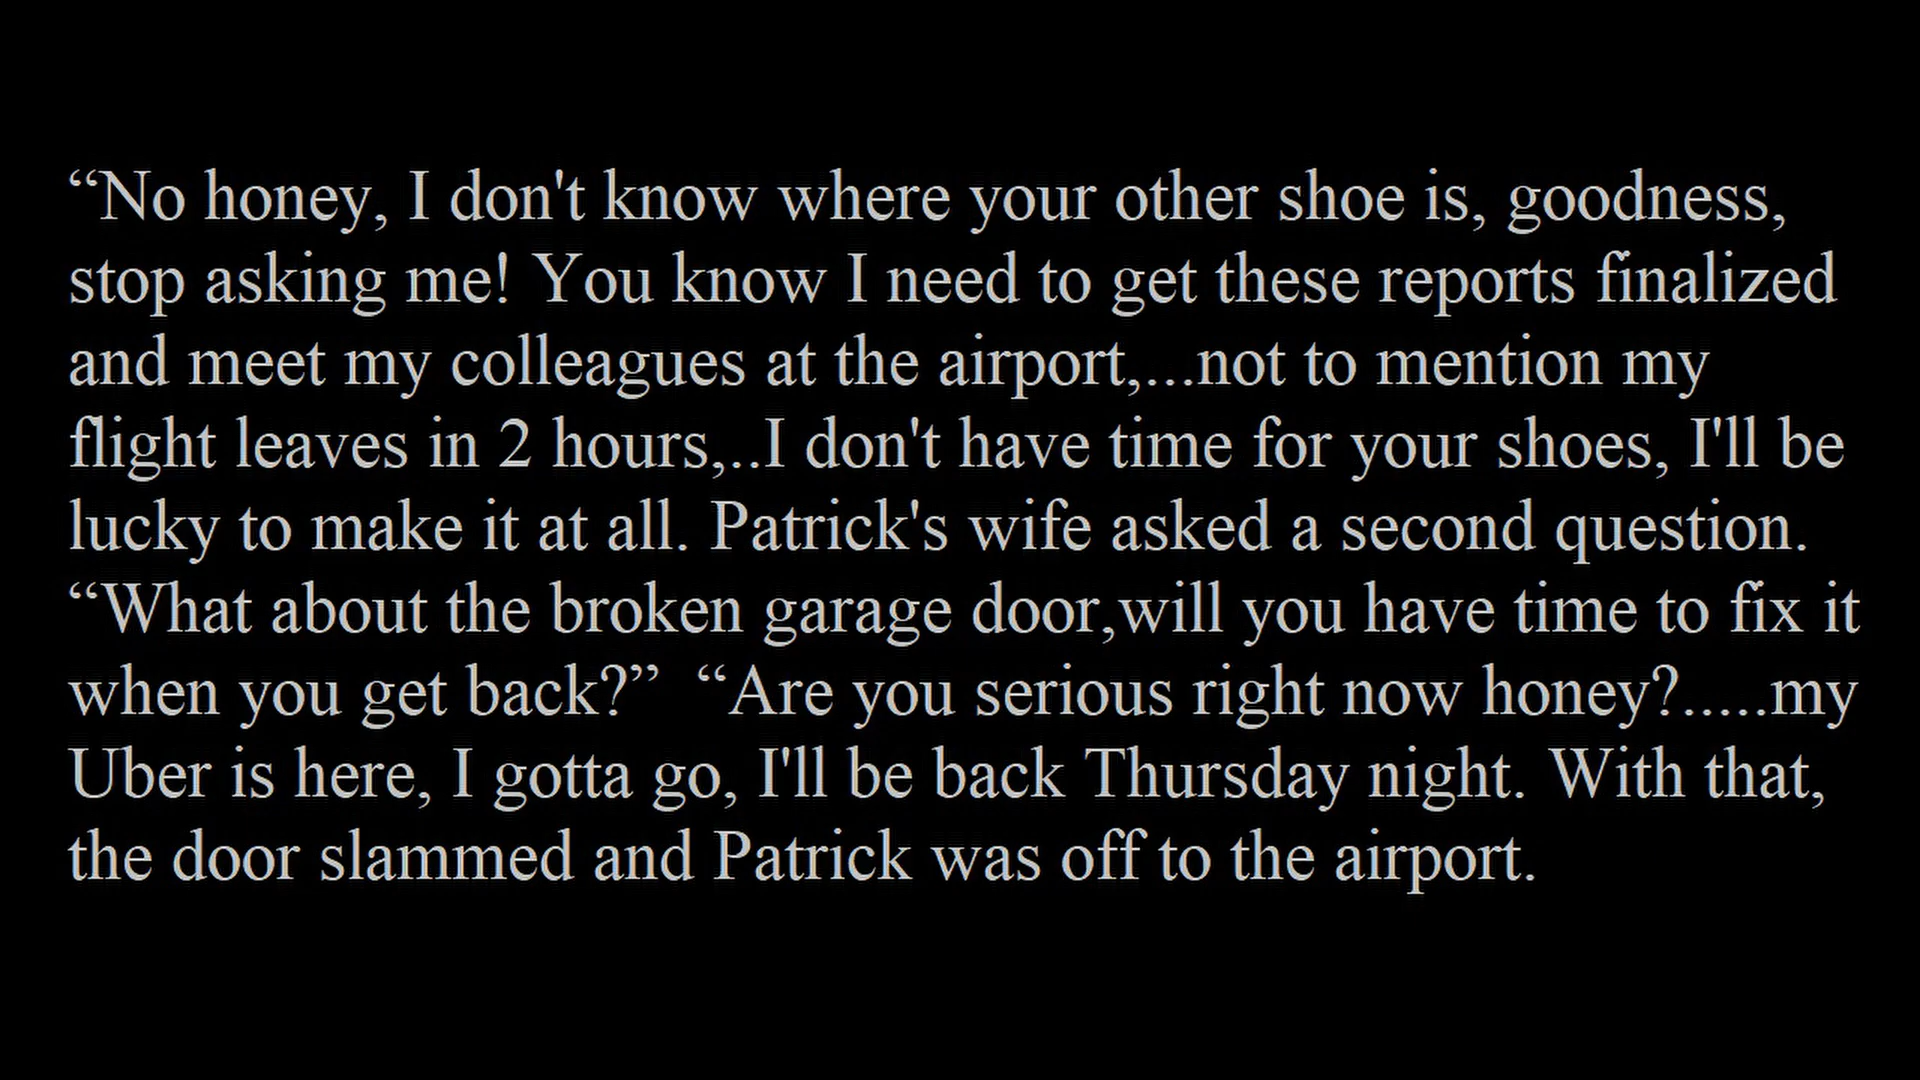 “No honey, I don't know where your other shoe is, goodness,
stop asking me! You know I need to get these reports finalized
and meet my colleagues at the airport,...not to mention my
flight leaves in 2 hours,..I don't have time for your shoes, I'll be
lucky to make it at all. Patrick's wife asked a second question.
“What about the broken garage door,will you have time to fix it
when you get back?”  “Are you serious right now honey?.....my
Uber is here, I gotta go, I'll be back Thursday night. With that,
the door slammed and Patrick was off to the airport.